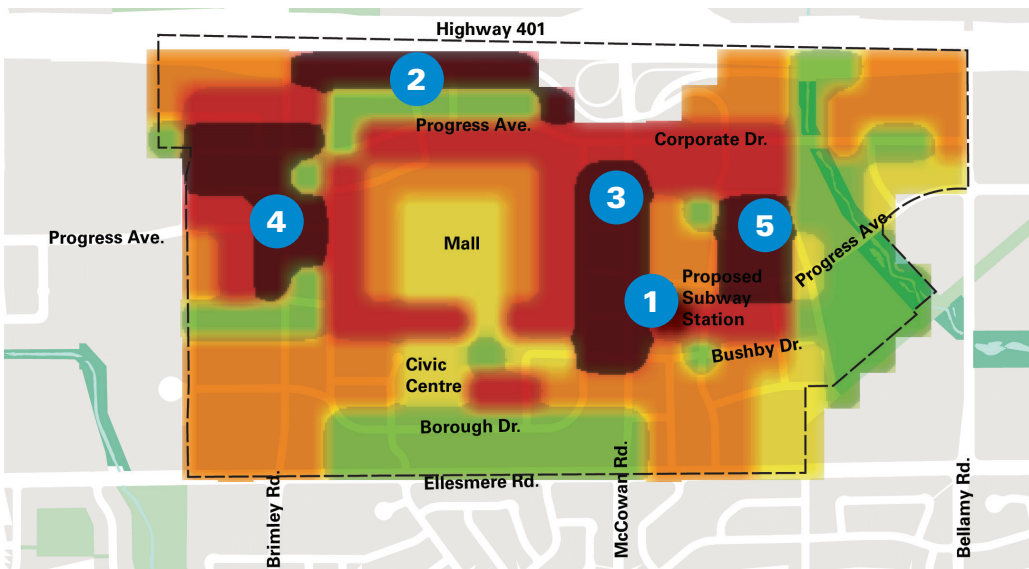 Highway 401
2
Progress Ave.
Corporate Dr.
3
4
5
Progress Ave.
Mall
Progress Ave.
1
Proposed
Subway
Station
Bushby Dr.
Civic
Centre
Borough Dr.
Ellesmere Rd.
Brimley Rd.
McCowan Rd.
Bellamy Rd.